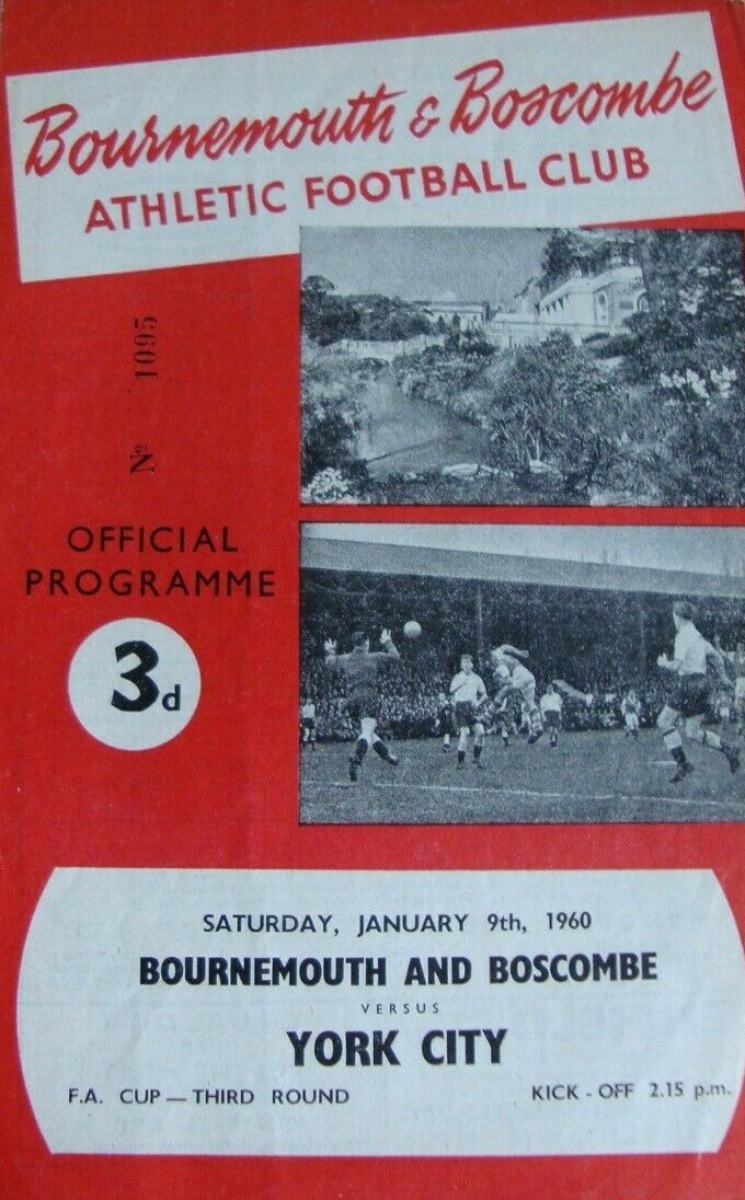 Bournemouth & Boscombe
ATHLETIC FOOTBALL CLUB
Nº 1095
OFFICIAL
PROGRAMME
3d
SATURDAY, JANUARY 9th, 1960
BOURNEMOUTH AND BOSCOMBE
VERSUS
YORK CITY
F.A. CUP — THIRD ROUND
KICK - OFF 2.15 p.m.